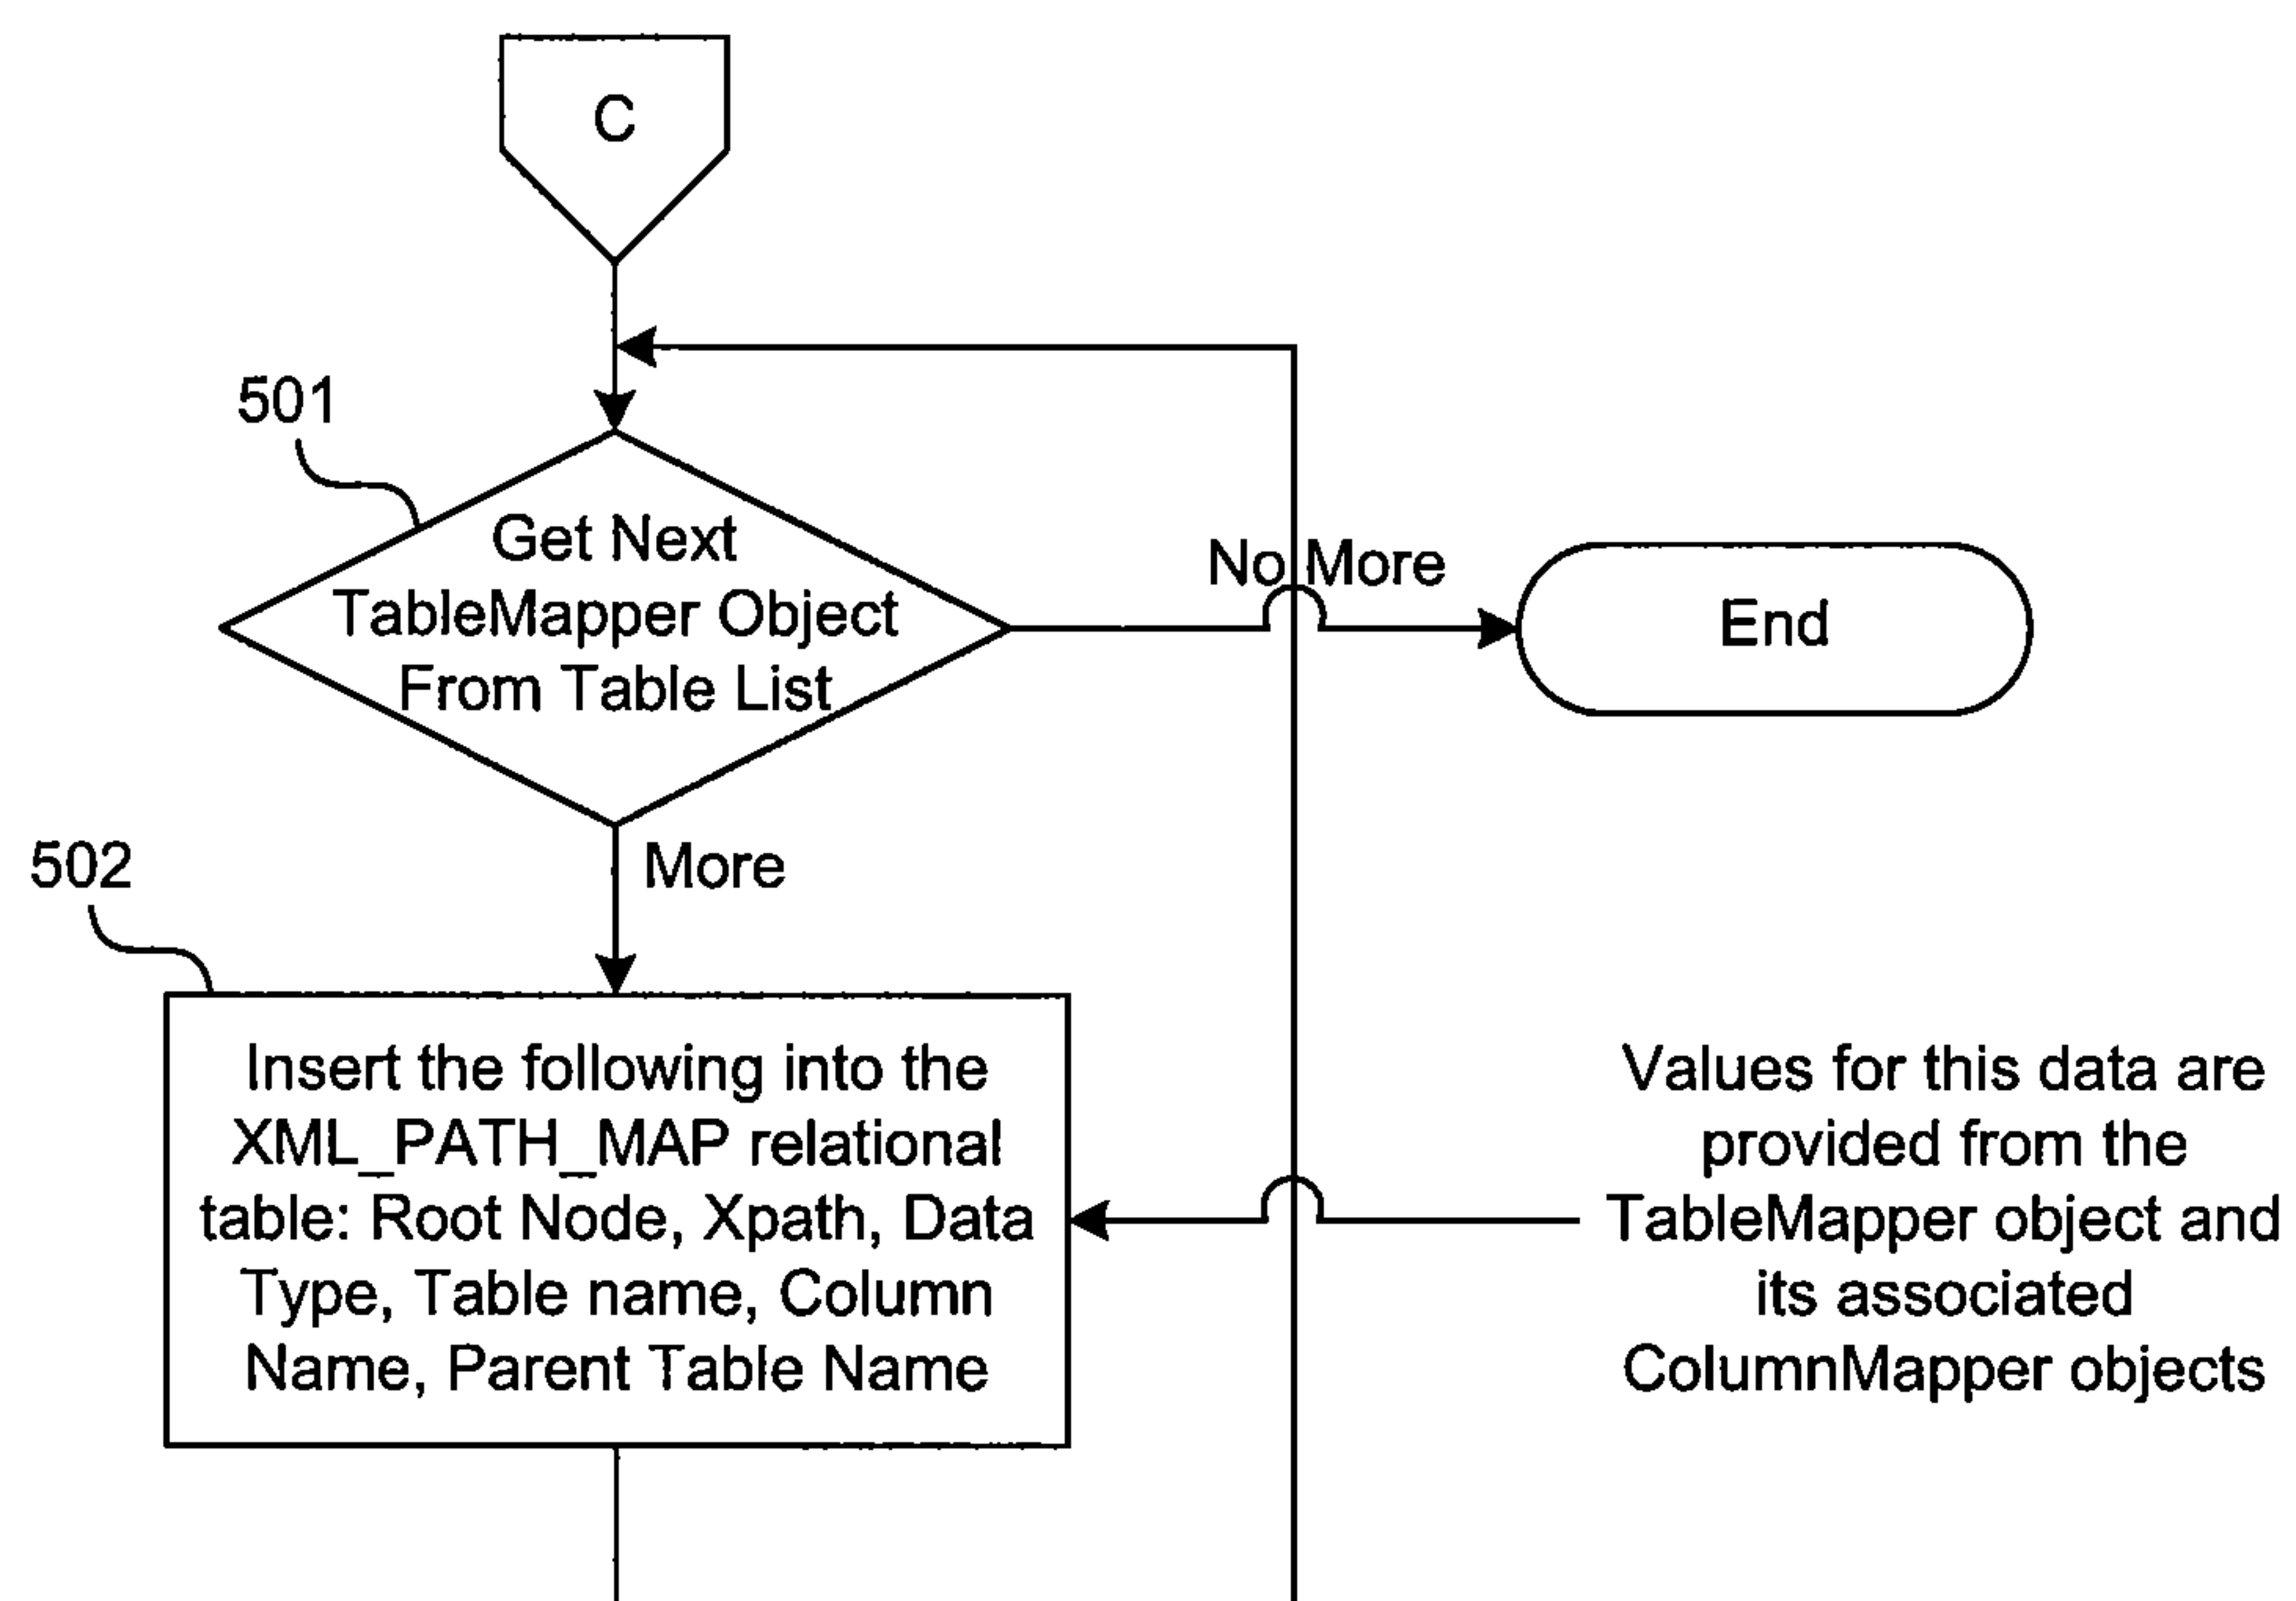 C
501
Get Next
TableMapper Object
From Table List
No More
End
More
502
Insert the following into the
XML_PATH_MAP relational
table: Root Node, Xpath, Data
Type, Table name, Column
Name, Parent Table Name
Values for this data are
provided from the
TableMapper object and
its associated
ColumnMapper objects